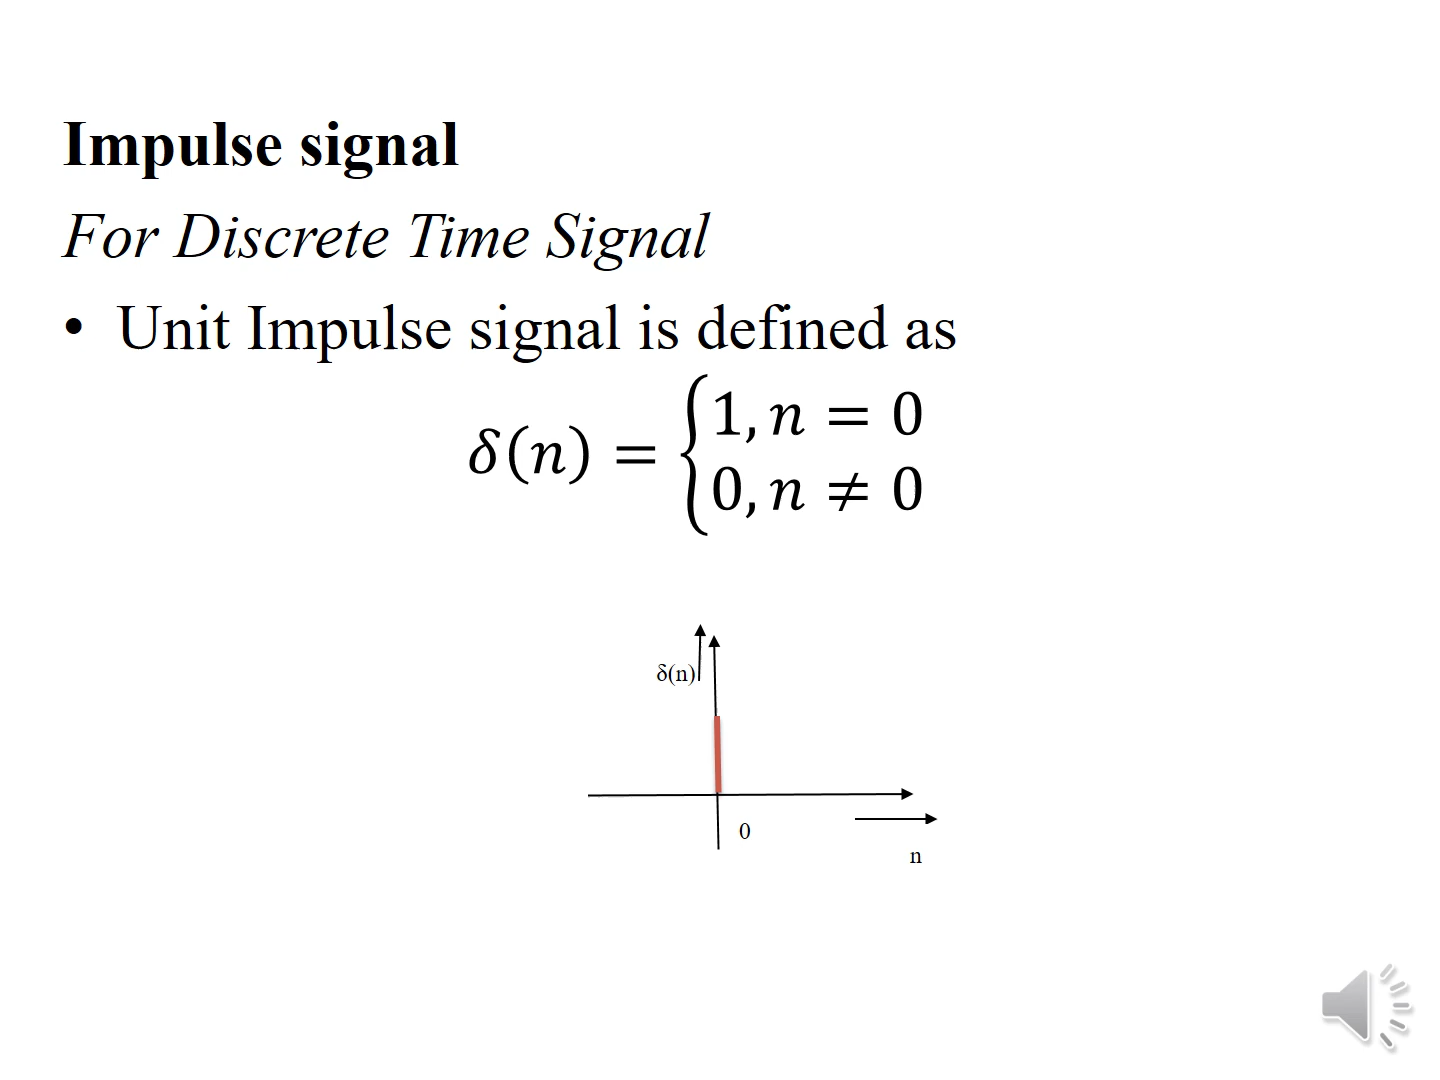 Impulse signal
For Discrete Time Signal
• Unit Impulse signal is defined as
δ(n) = {1, n = 0
0, n ≠ 0
δ(n)
0
n